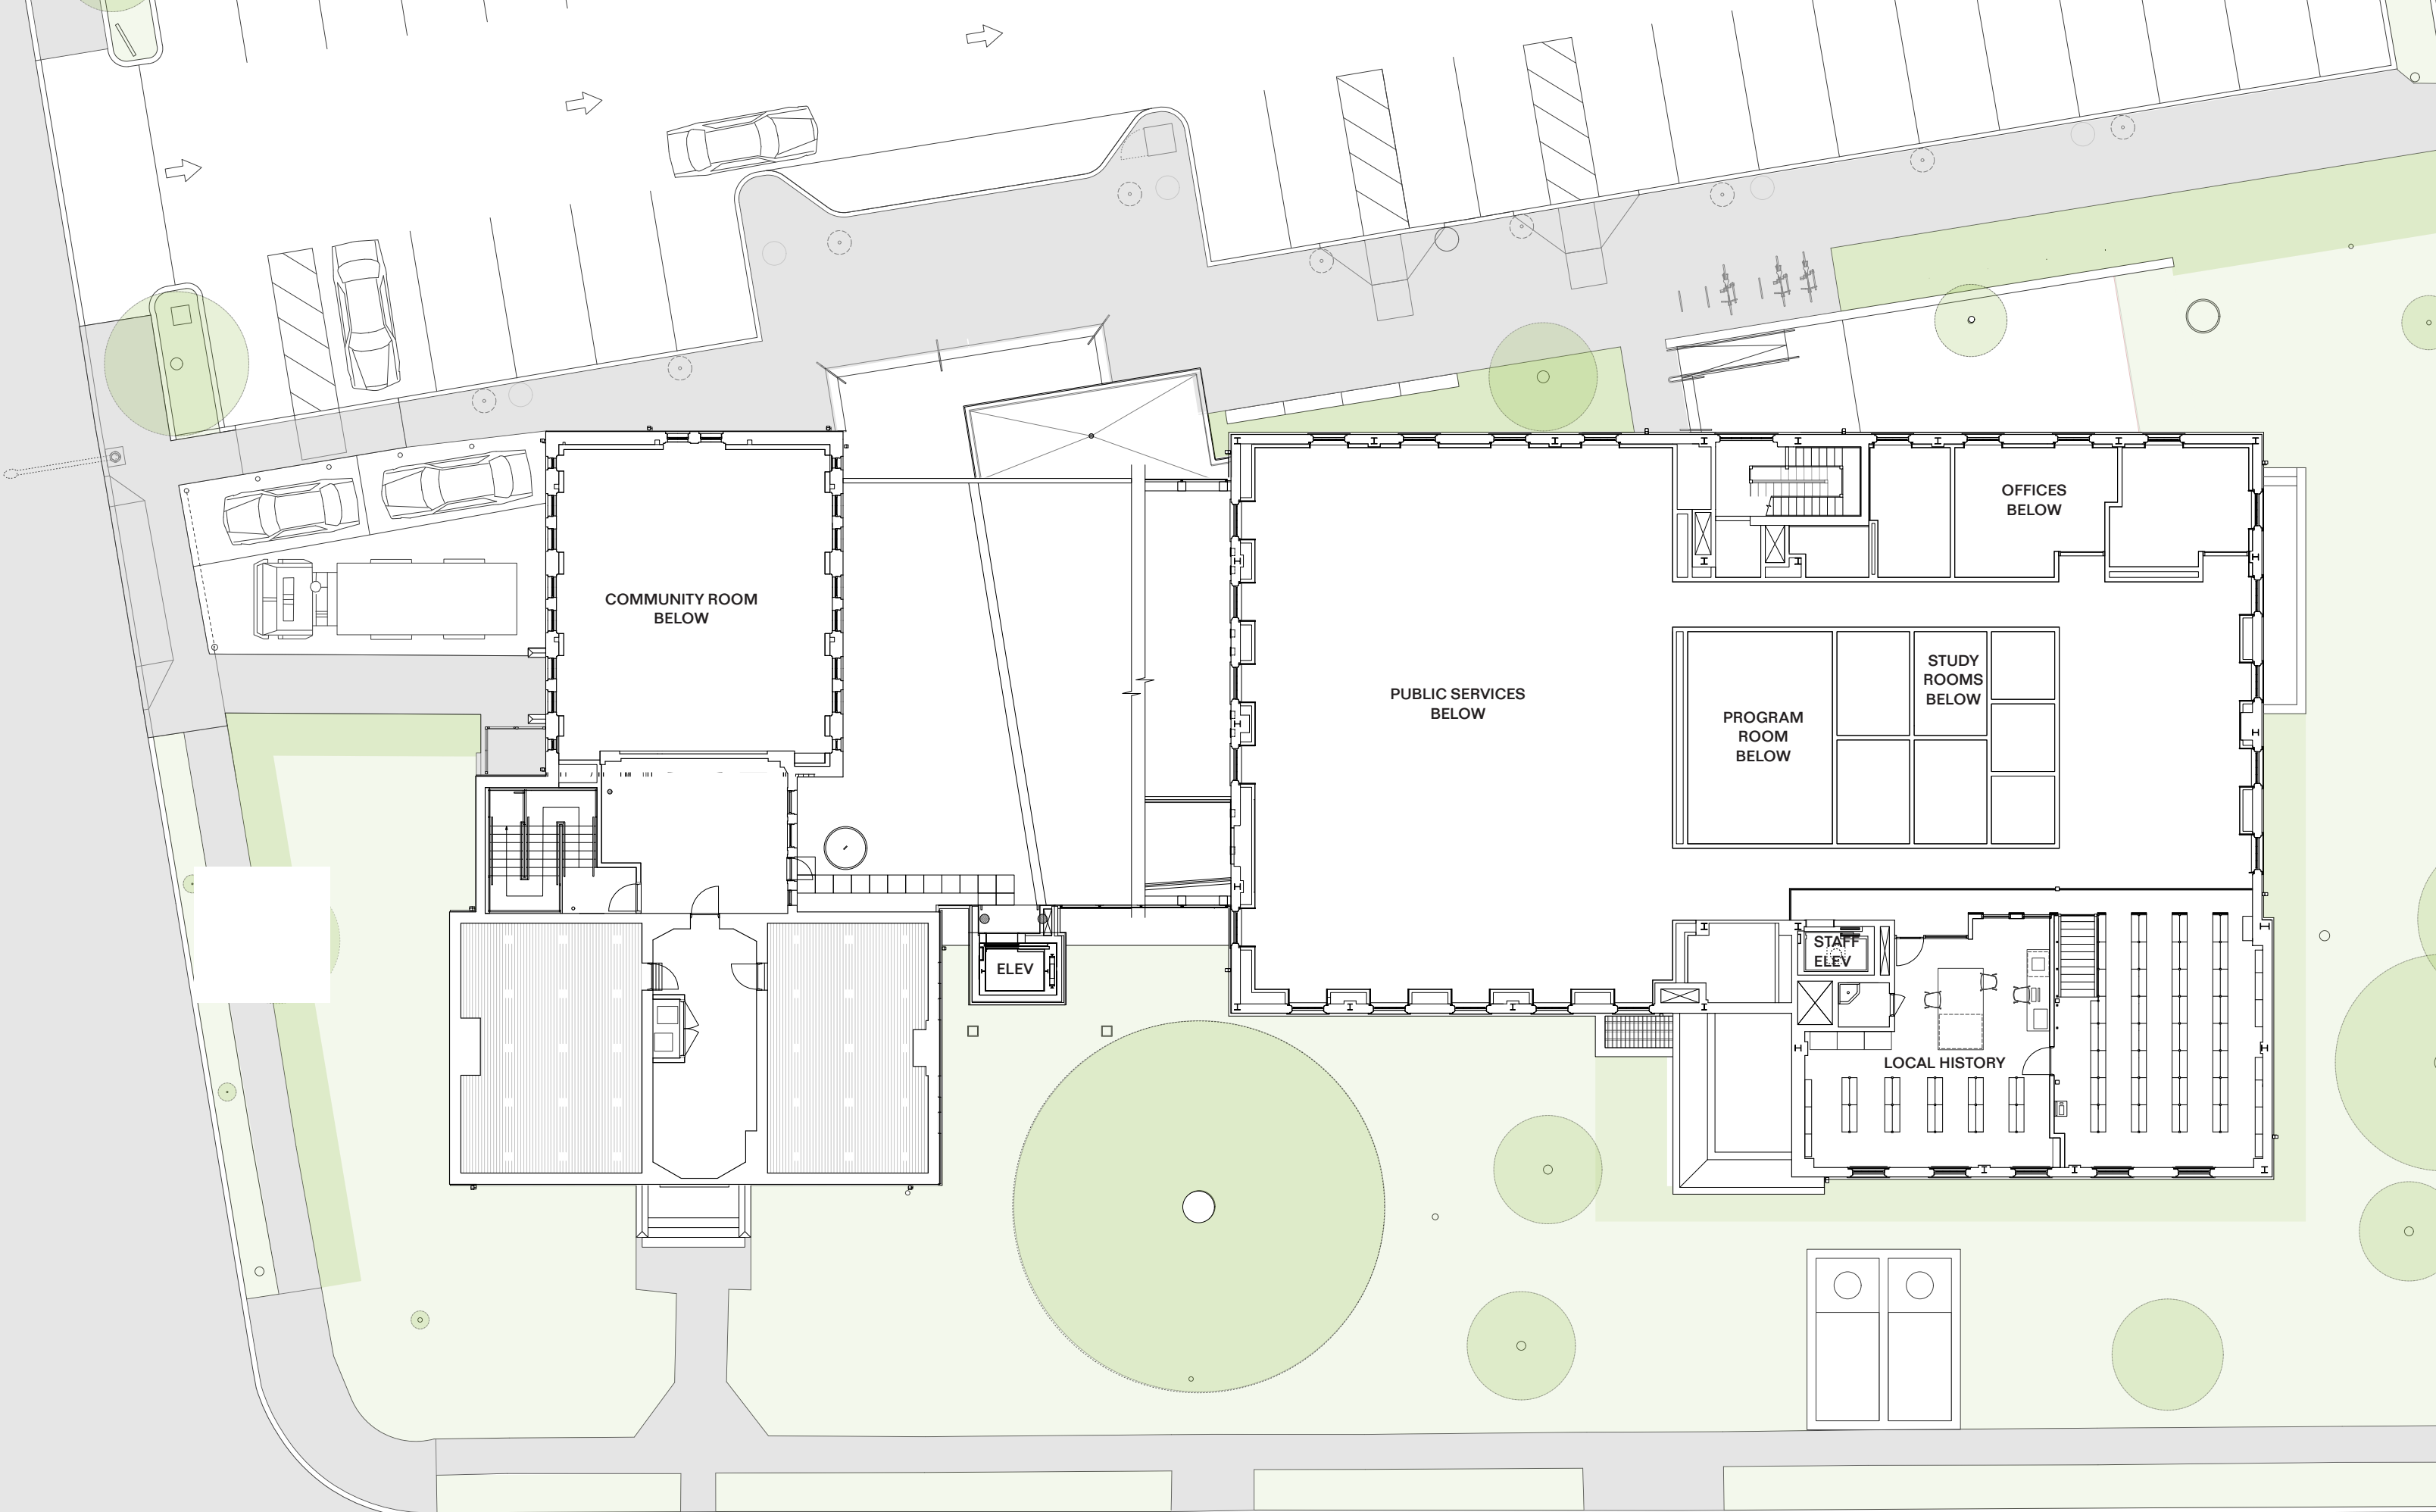 COMMUNITY ROOM
BELOW
PUBLIC SERVICES
BELOW
OFFICES
BELOW
PROGRAM
ROOM
BELOW
STUDY
ROOMS
BELOW
ELEV
STAFF
ELEV
LOCAL HISTORY